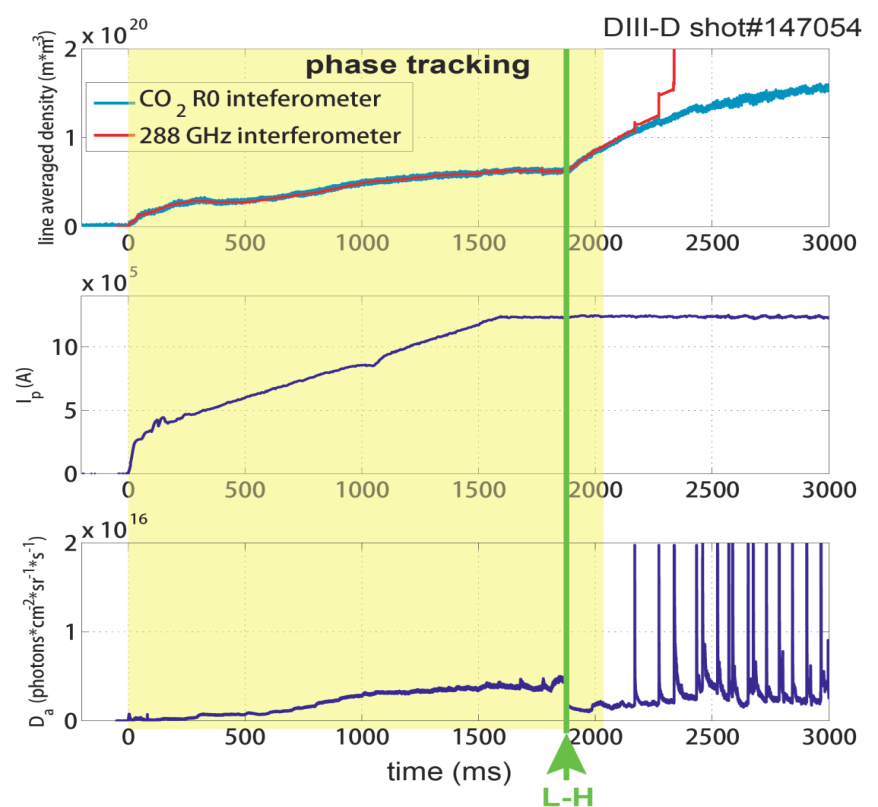 DIII-D shot#147054
x 10^20
phase tracking
CO_2 R0 inteferometer
288 GHz interferometer
line averaged density (m*m^3)
2
1
0
0 500 1000 1500 2000 2500 3000
x 10^5
I_p (A)
10
5
0
0 500 1000 1500 2000 2500 3000
x 10^16
D_a (photons*cm^-2*sr^-1*s^-1)
2
1
0
0 500 1000 1500 2000 2500 3000
time (ms)
L-H